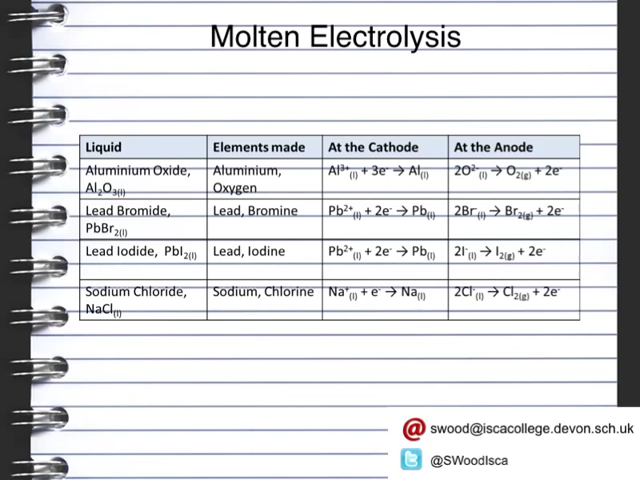 Molten Electrolysis
Liquid Elements made At the Cathode At the Anode
Aluminium Oxide, Aluminium, Al³⁺₍ₗ₎ + 3e⁻ → Al₍ₗ₎ 2O²⁻₍ₗ₎ → O₂₍g₎ + 2e⁻
Al₂O₃₍ₗ₎ Oxygen
Lead Bromide, Lead, Bromine Pb²⁺₍ₗ₎ + 2e⁻ → Pb₍ₗ₎ 2Br⁻₍ₗ₎ → Br₂₍g₎ + 2e⁻
PbBr₂₍ₗ₎
Lead Iodide, PbI₂₍ₗ₎ Lead, Iodine Pb²⁺₍ₗ₎ + 2e⁻ → Pb₍ₗ₎ 2I⁻₍ₗ₎ → I₂₍g₎ + 2e⁻
Sodium Chloride, Sodium, Chlorine Na⁺₍ₗ₎ + e⁻ → Na₍ₗ₎ 2Cl⁻₍ₗ₎ → Cl₂₍g₎ + 2e⁻
NaCl₍ₗ₎
@ swood@iscacollege.devon.sch.uk
@SWoodIsca